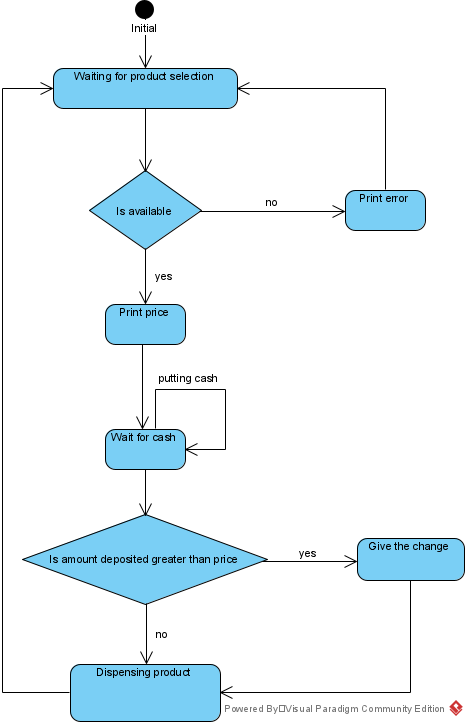 Initial
Waiting for product selection
Is available
no
Print error
yes
Print price
putting cash
Wait for cash
Is amount deposited greater than price
yes
Give the change
no
Dispensing product
Powered By Visual Paradigm Community Edition